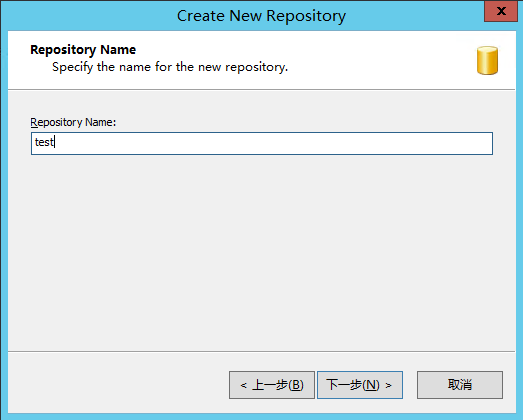 Create New Repository
x
Repository Name
Specify the name for the new repository.
Repository Name:
test
< 上一步(B)
下一步(N) >
取消